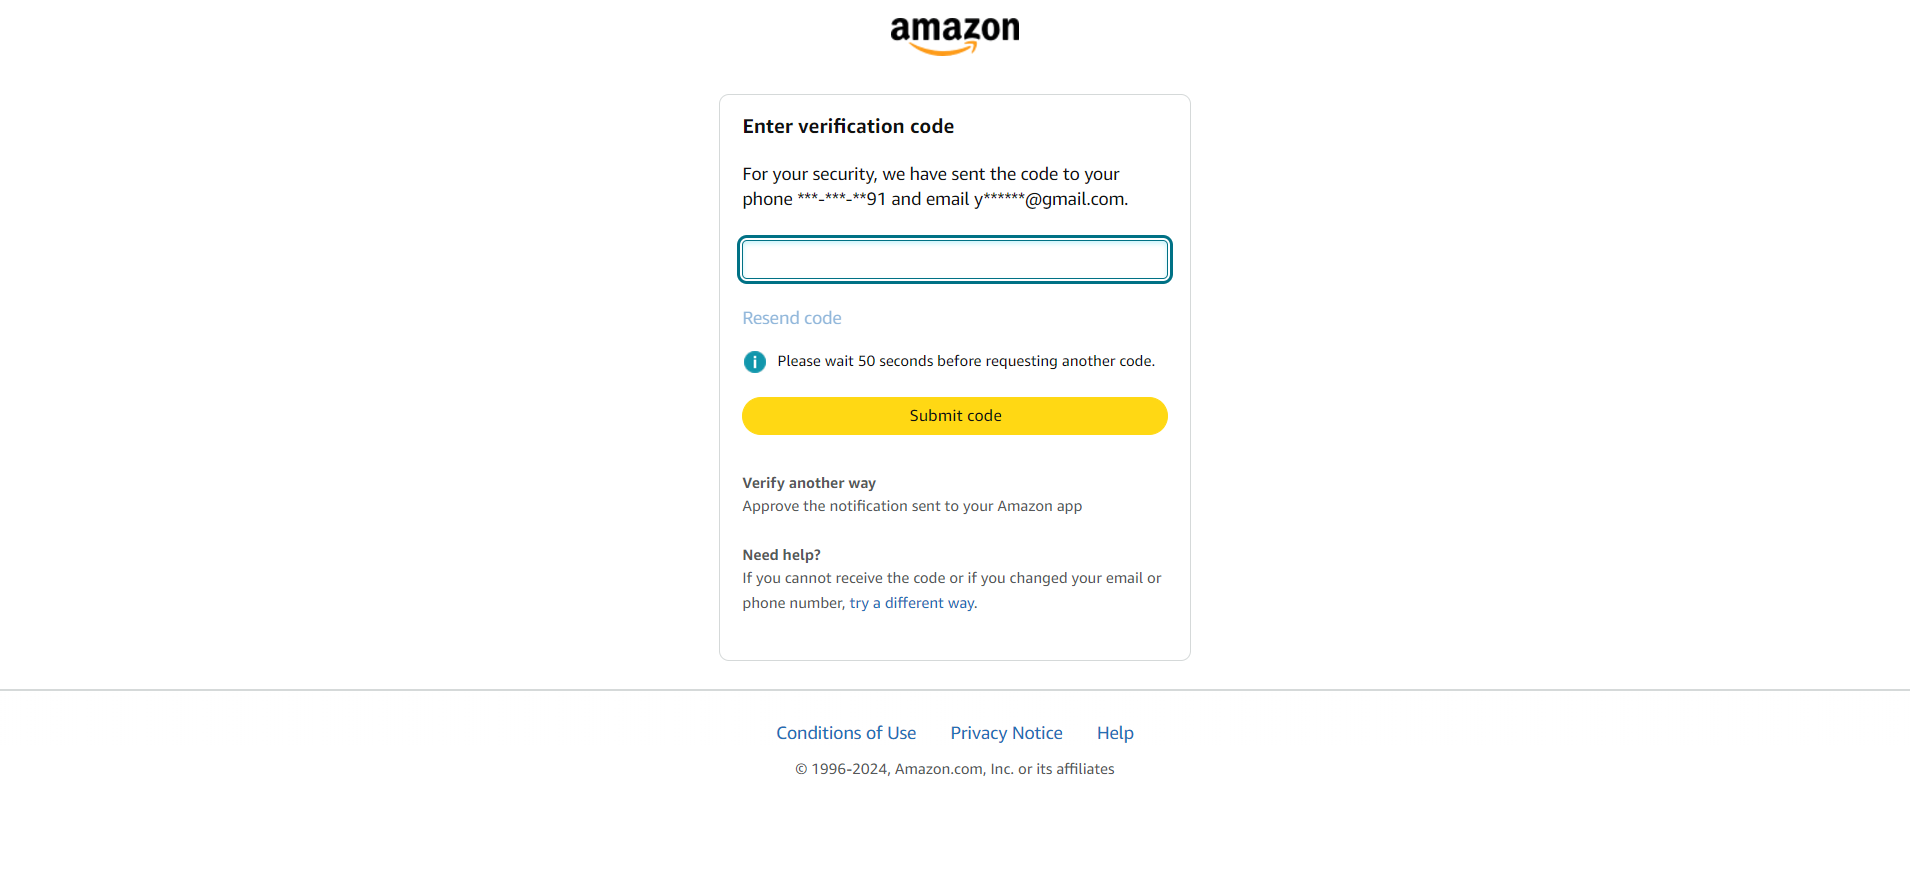 amazon
Enter verification code
For your security, we have sent the code to your
phone ***-***-**91 and email y******@gmail.com.
Resend code
i Please wait 50 seconds before requesting another code.
Submit code
Verify another way
Approve the notification sent to your Amazon app
Need help?
If you cannot receive the code or if you changed your email or
phone number, try a different way.
Conditions of Use Privacy Notice Help
© 1996-2024, Amazon.com, Inc. or its affiliates